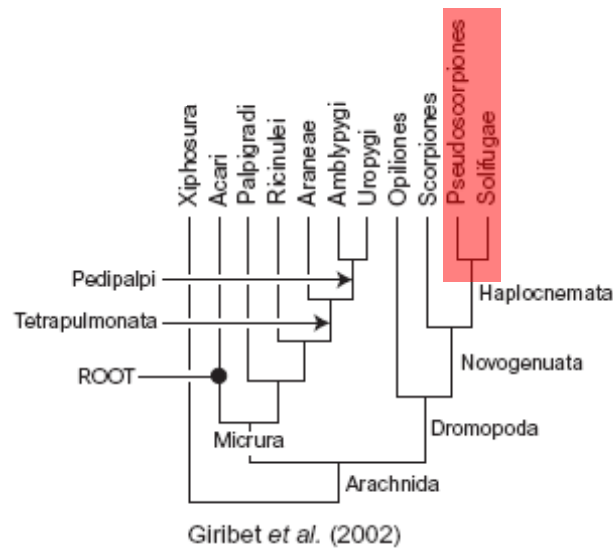 Xiphosura
Acari
Palpigradi
Ricinulei
Araneae
Amblypygi
Uropygi
Opiliones
Scorpiones
Pseudoscorpiones
Solifugae
Pedipalpi
Haplocnemata
Tetrapulmonata
Novogenuata
ROOT
Micrura
Dromopoda
Arachnida
Giribet et al. (2002)